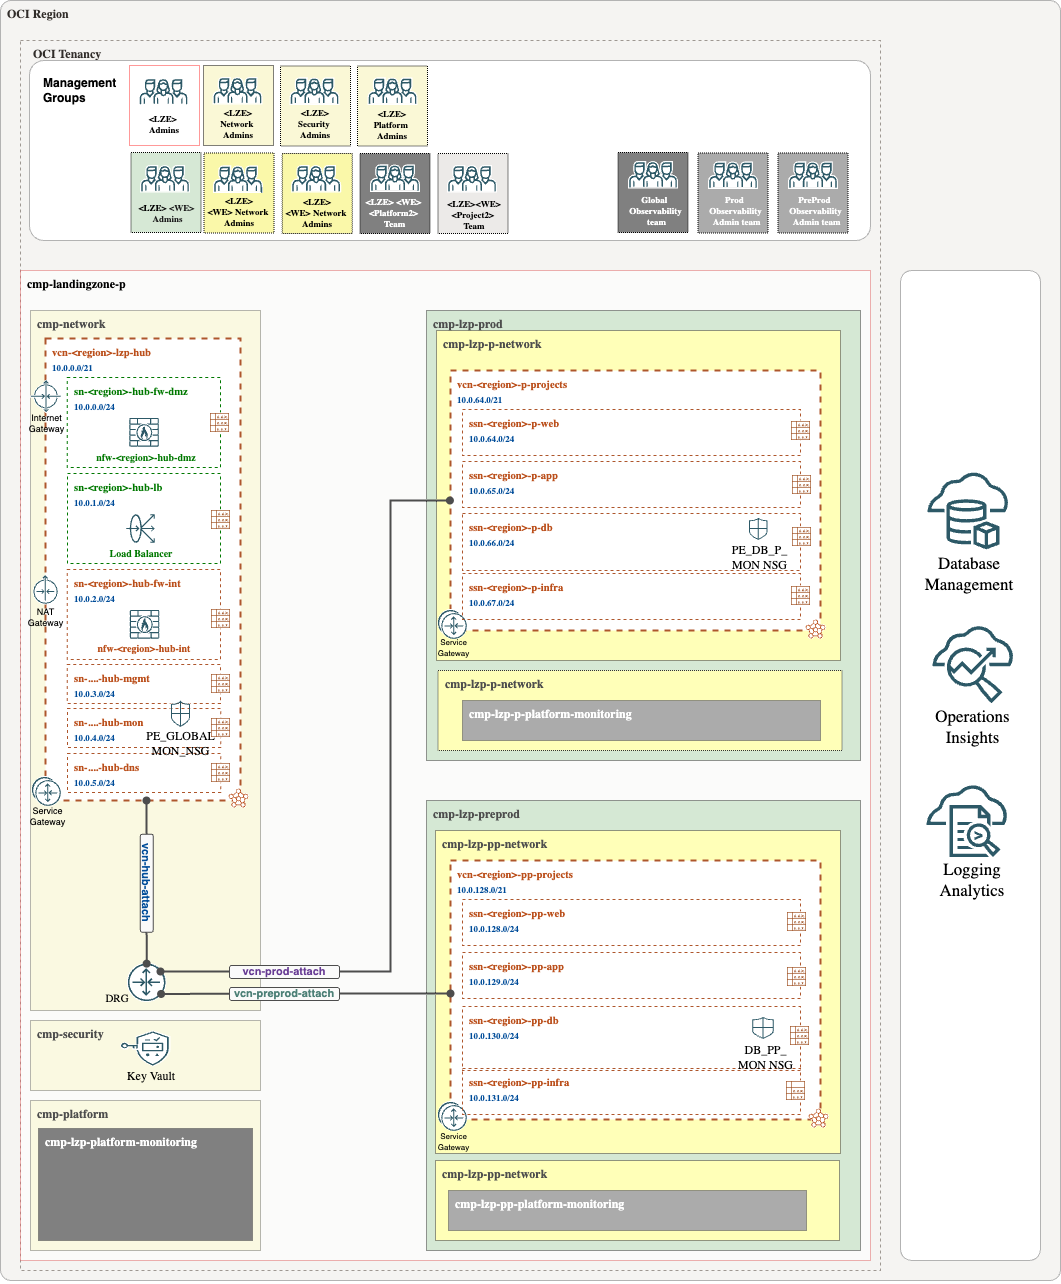 OCI Region
OCI Tenancy
Management
Groups
<LZE>
Admins
<LZE>
Network
Admins
<LZE>
Security
Admins
<LZE>
Platform
Admins
<LZE> <WE>
Admins
<LZE>
<WE> Network
Admins
<LZE>
<WE> Network
Admins
<LZE> <WE>
<Platform2>
Team
<LZE><WE>
<Project2>
Team
Global
Observability
team
Prod
Observability
Admin team
PreProd
Observability
Admin team
cmp-landingzone-p
cmp-network
vcn-<region>-lzp-hub
10.0.0.0/21
Internet
Gateway
sn-<region>-hub-fw-dmz
10.0.0.0/24
nfw-<region>-hub-dmz
sn-<region>-hub-lb
10.0.1.0/24
Load Balancer
NAT
Gateway
sn-<region>-hub-fw-int
10.0.2.0/24
nfw-<region>-hub-int
sn-....-hub-mgmt
10.0.3.0/24
sn-....-hub-mon
10.0.4.0/24
PE_GLOBAL
MON_NSG
sn-....-hub-dns
10.0.5.0/24
Service
Gateway
vcn-hub-attach
DRG
vcn-prod-attach
vcn-preprod-attach
cmp-security
Key Vault
cmp-platform
cmp-lzp-platform-monitoring
cmp-lzp-prod
cmp-lzp-p-network
vcn-<region>-p-projects
10.0.64.0/21
ssn-<region>-p-web
10.0.64.0/24
ssn-<region>-p-app
10.0.65.0/24
ssn-<region>-p-db
10.0.66.0/24
PE_DB_P_
MON NSG
ssn-<region>-p-infra
10.0.67.0/24
Service
Gateway
cmp-lzp-p-network
cmp-lzp-p-platform-monitoring
cmp-lzp-preprod
cmp-lzp-pp-network
vcn-<region>-pp-projects
10.0.128.0/21
ssn-<region>-pp-web
10.0.128.0/24
ssn-<region>-pp-app
10.0.129.0/24
ssn-<region>-pp-db
10.0.130.0/24
DB_PP_
MON NSG
ssn-<region>-pp-infra
10.0.131.0/24
Service
Gateway
cmp-lzp-pp-network
cmp-lzp-pp-platform-monitoring
Database
Management
Operations
Insights
Logging
Analytics